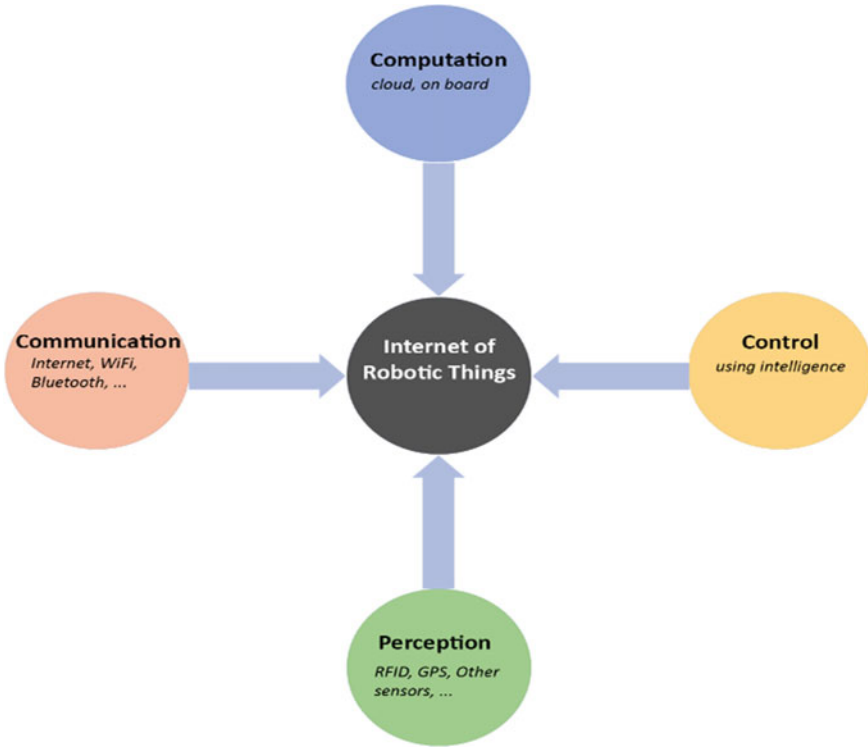 Computation
cloud, on board
Communication
Internet, WiFi,
Bluetooth, ...
Internet of
Robotic Things
Control
using intelligence
Perception
RFID, GPS, Other
sensors, ...